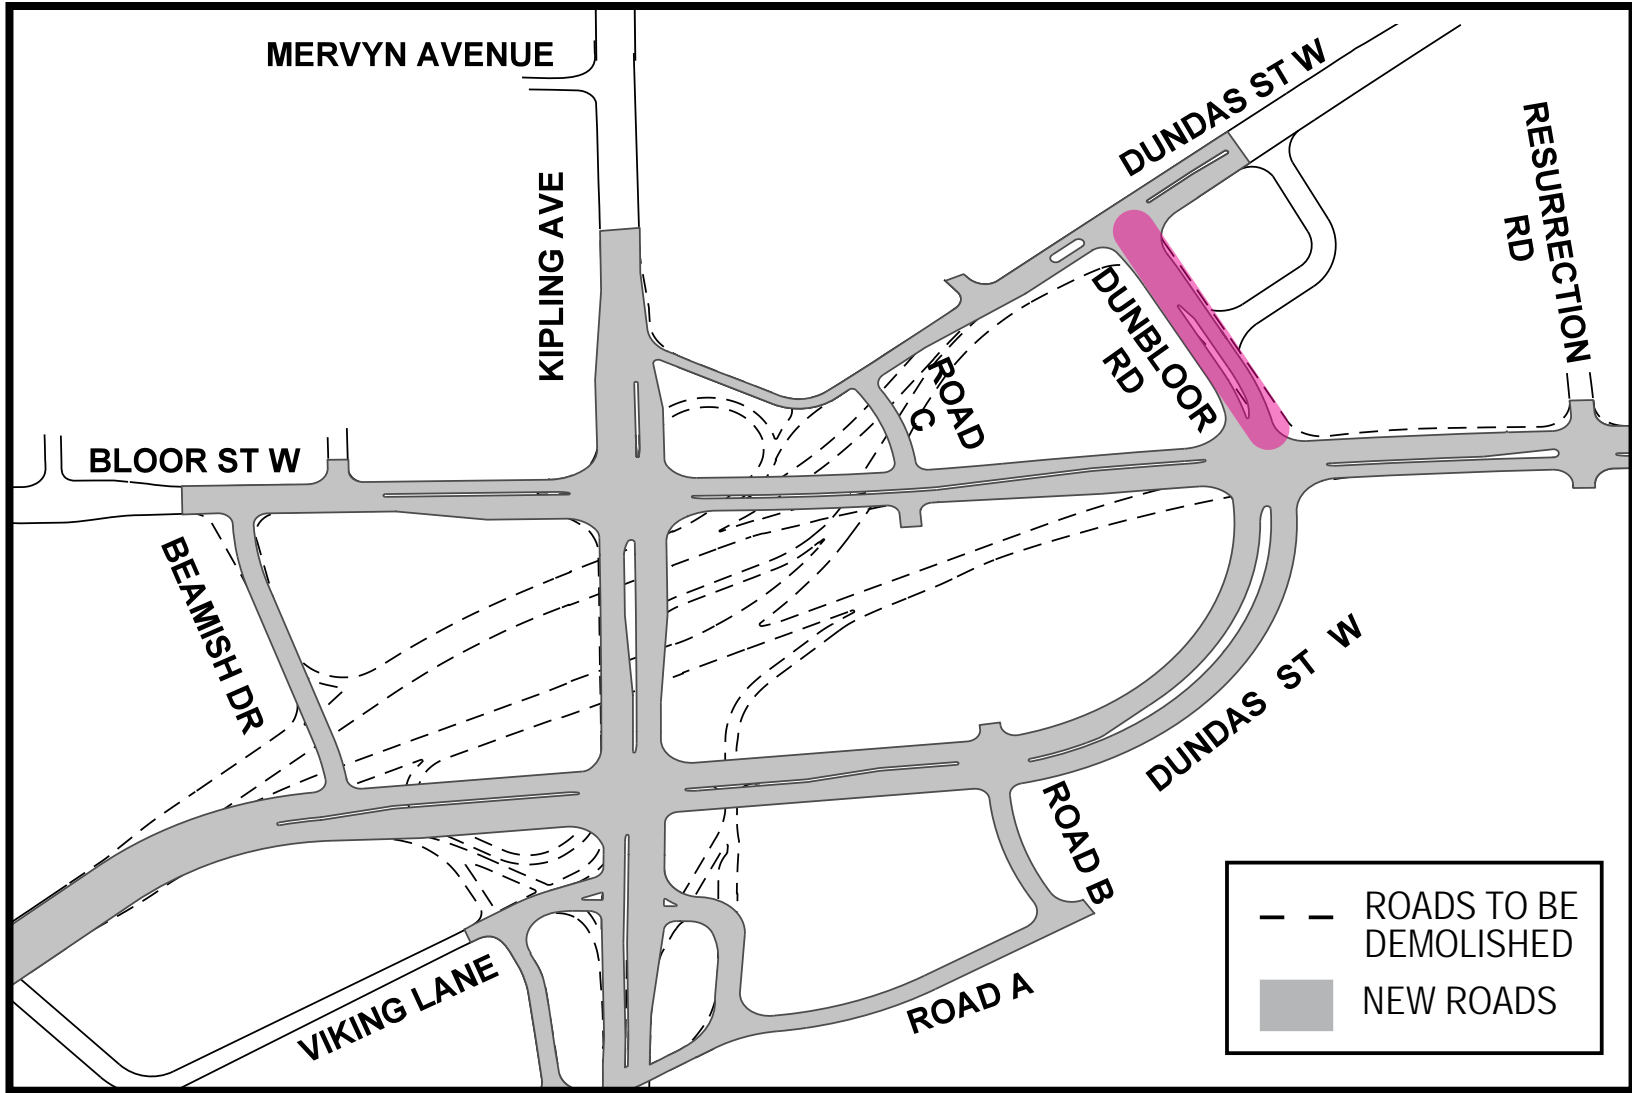 MERVYN AVENUE
DUNDAS ST W
RESURRECTION
RD
KIPLING AVE
DUNBLOOR
RD
ROAD
C
BLOOR ST W
BEAMISH DR
DUNDAS ST W
ROAD B
VIKING LANE
ROAD A
ROADS TO BE
DEMOLISHED
NEW ROADS